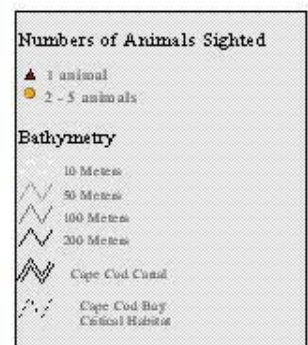 Numbers of Animals Sighted
1 animal
2 - 5 animals
Bathymetry
10 Meters
50 Meters
100 Meters
200 Meters
Cape Cod Canal
Cape Cod Bay
Critical Habitat